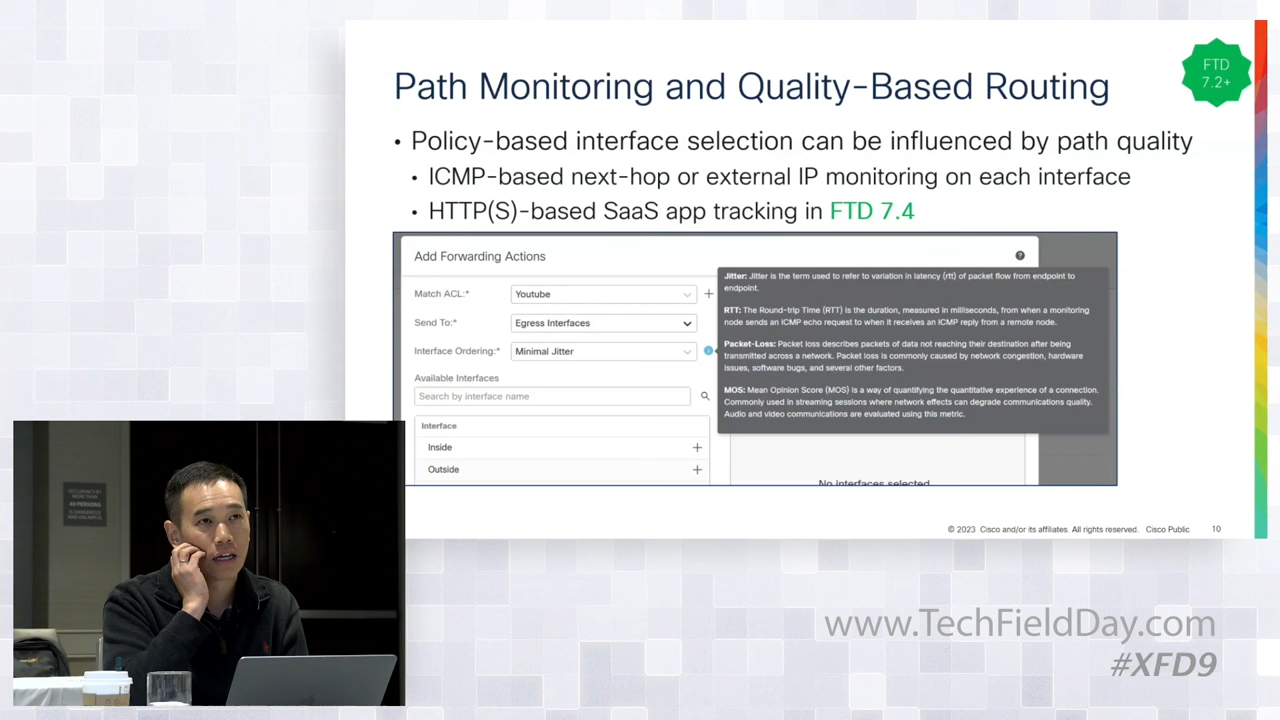 Path Monitoring and Quality-Based Routing
FTD
7.2+
• Policy-based interface selection can be influenced by path quality
• ICMP-based next-hop or external IP monitoring on each interface
• HTTP(S)-based SaaS app tracking in FTD 7.4
Add Forwarding Actions
?
Match ACL:*
Youtube
Send To:*
Egress Interfaces
Interface Ordering:*
Minimal Jitter
Available Interfaces
Search by interface name
Interface
Inside
Outside
Jitter: Jitter is the term used to refer to variation in latency (rtt) of packet flow from endpoint to
endpoint.
RTT: The Round-trip Time (RTT) is the duration, measured in milliseconds, from when a monitoring
node sends an ICMP echo request to when it receives an ICMP reply from a remote node.
Packet-Loss: Packet loss describes packets of data not reaching their destination after being
transmitted across a network. Packet loss is commonly caused by network congestion, hardware
issues, software bugs, and several other factors.
MOS: Mean Opinion Score (MOS) is a way of quantifying the quantitative experience of a connection.
Commonly used in streaming sessions where network effects can degrade communications quality.
Audio and video communications are evaluated using this metric.
No interfaces selected
© 2023 Cisco and/or its affiliates. All rights reserved. Cisco Public
10
OCCUPANCY BY
MORE THAN
49 PERSONS
IS DANGEROUS
AND UNLAWFUL
www.TechFieldDay.com
#XFD9